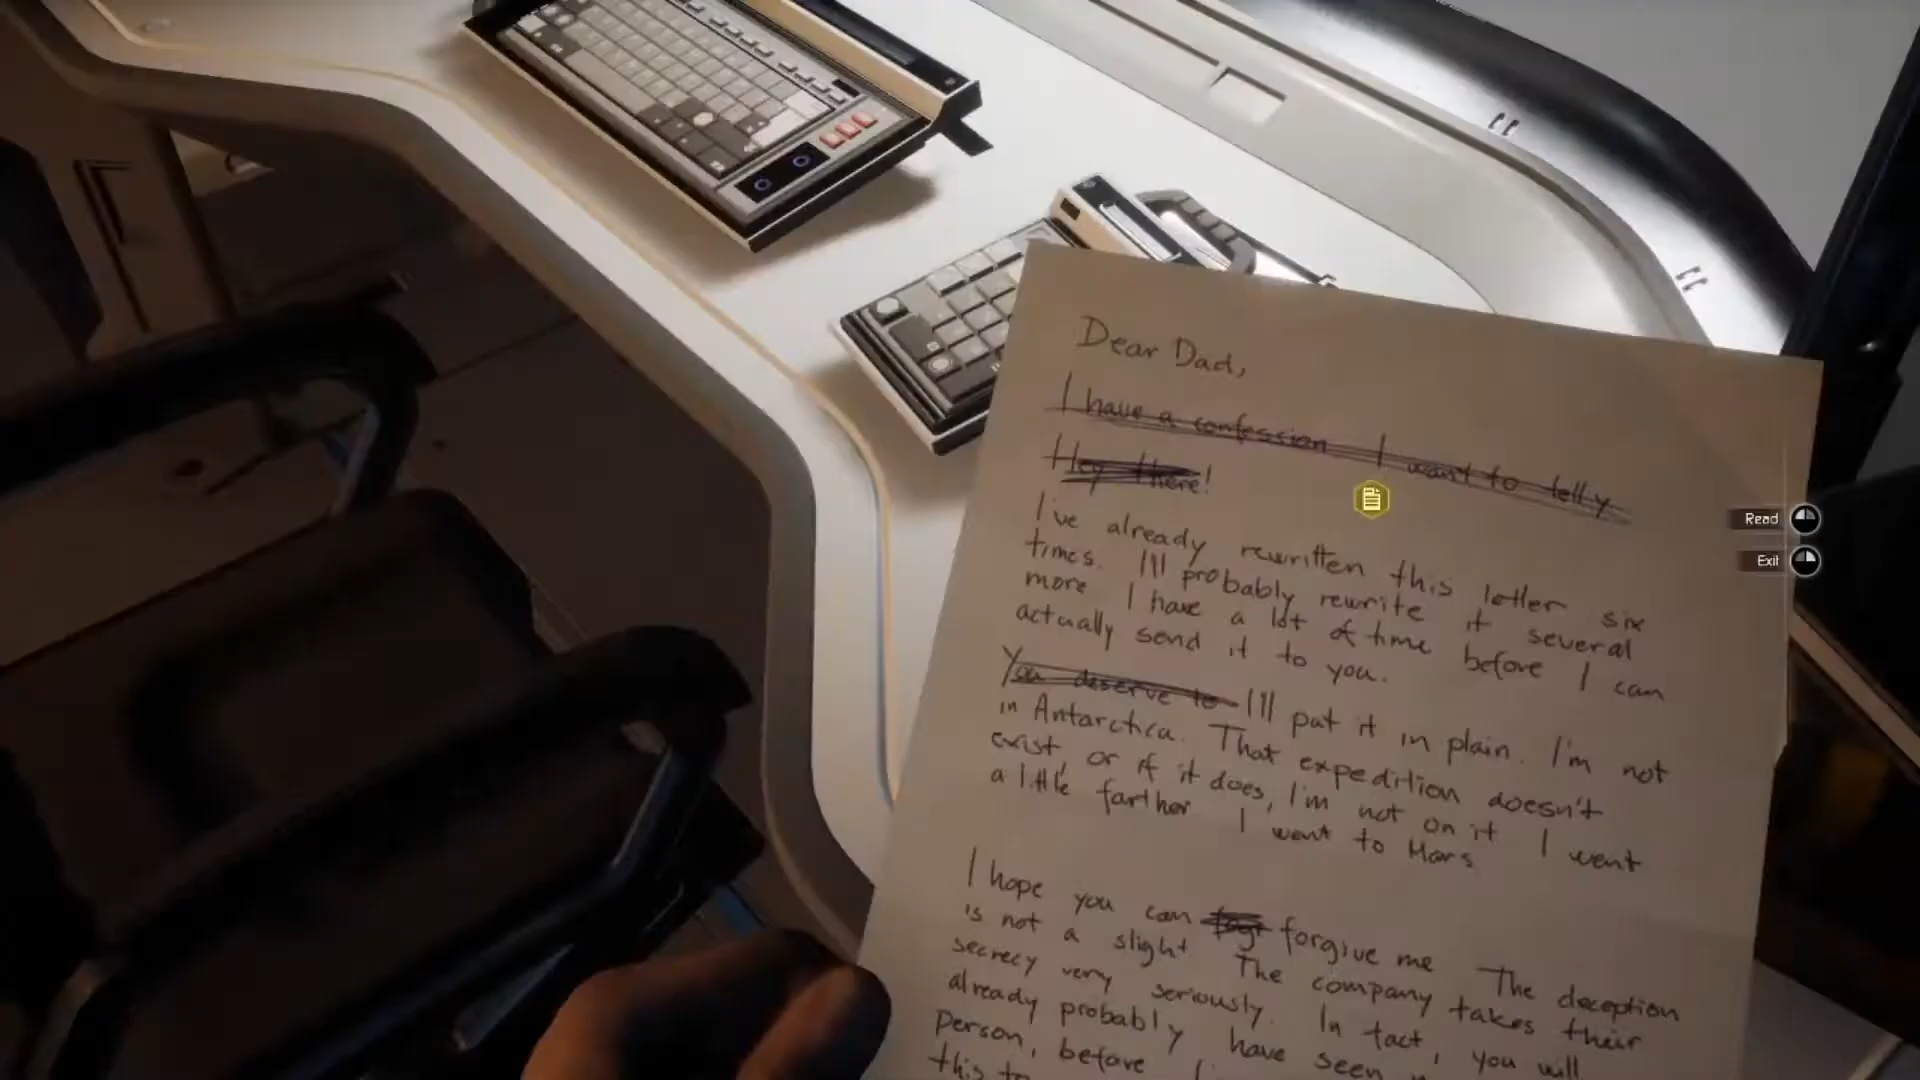 Dear Dad,
I have a confession I want to tell y
Hey there!
I've already rewritten this letter six
times. I'll probably rewrite it several
more I have a lot of time before I can
actually send it to you.
You deserve to I'll put it in plain. I'm not
in Antarctica. That expedition doesn't
exist, or if it does, I'm not on it I went
a little farther I went to Mars
I hope you can forgive me The deception
is not a slight The company takes their
secrecy very seriously. In fact, you will
already probably have seen
person, before
this to
Read
Exit